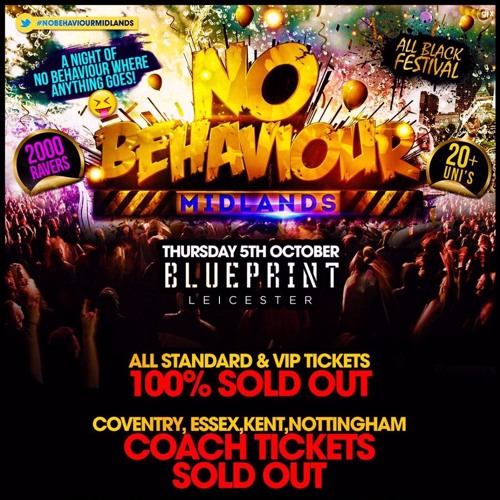 #NOBEHAVIOURMIDLANDS
A NIGHT OF
NO BEHAVIOUR WHERE
ANYTHING GOES!
ALL BLACK
FESTIVAL
NO
BEHAVIOUR
MIDLANDS
2000
RAVERS
20+
UNI'S
THURSDAY 5TH OCTOBER
BLUEPRINT
LEICESTER
ALL STANDARD & VIP TICKETS
100% SOLD OUT
COVENTRY, ESSEX,KENT,NOTTINGHAM
COACH TICKETS
SOLD OUT